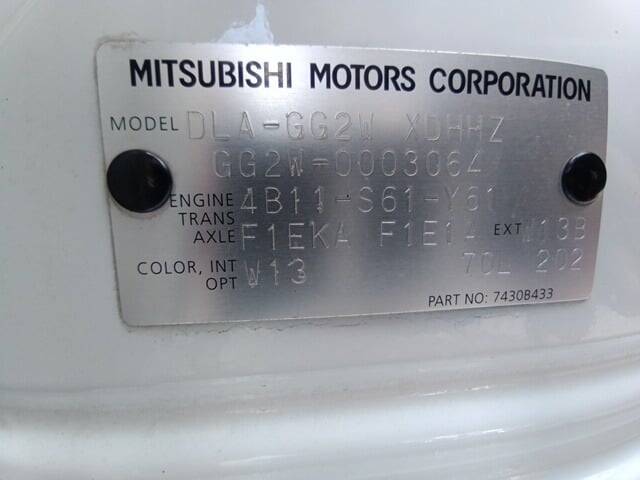 MITSUBISHI MOTORS CORPORATION
MODEL DLA-GG2W XDHHZ
GG2W-0003064
ENGINE 4B11-S61-Y61
TRANS AXLE F1EKA F1E1A EXT W13B
COLOR, INT OPT W13 70L 202
PART NO: 7430B433